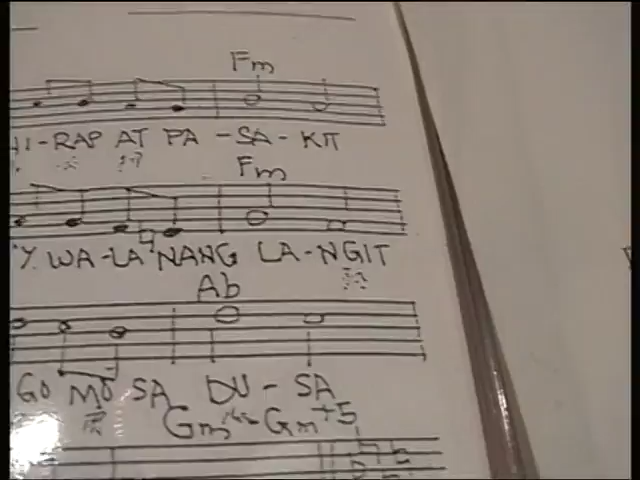 Fm
HI-RAP AT PA-SA-KIT
Fm
'Y WA-LA NANG LA-NGIT
Ab
GO MO SA DU-SA
Gm Gm+5